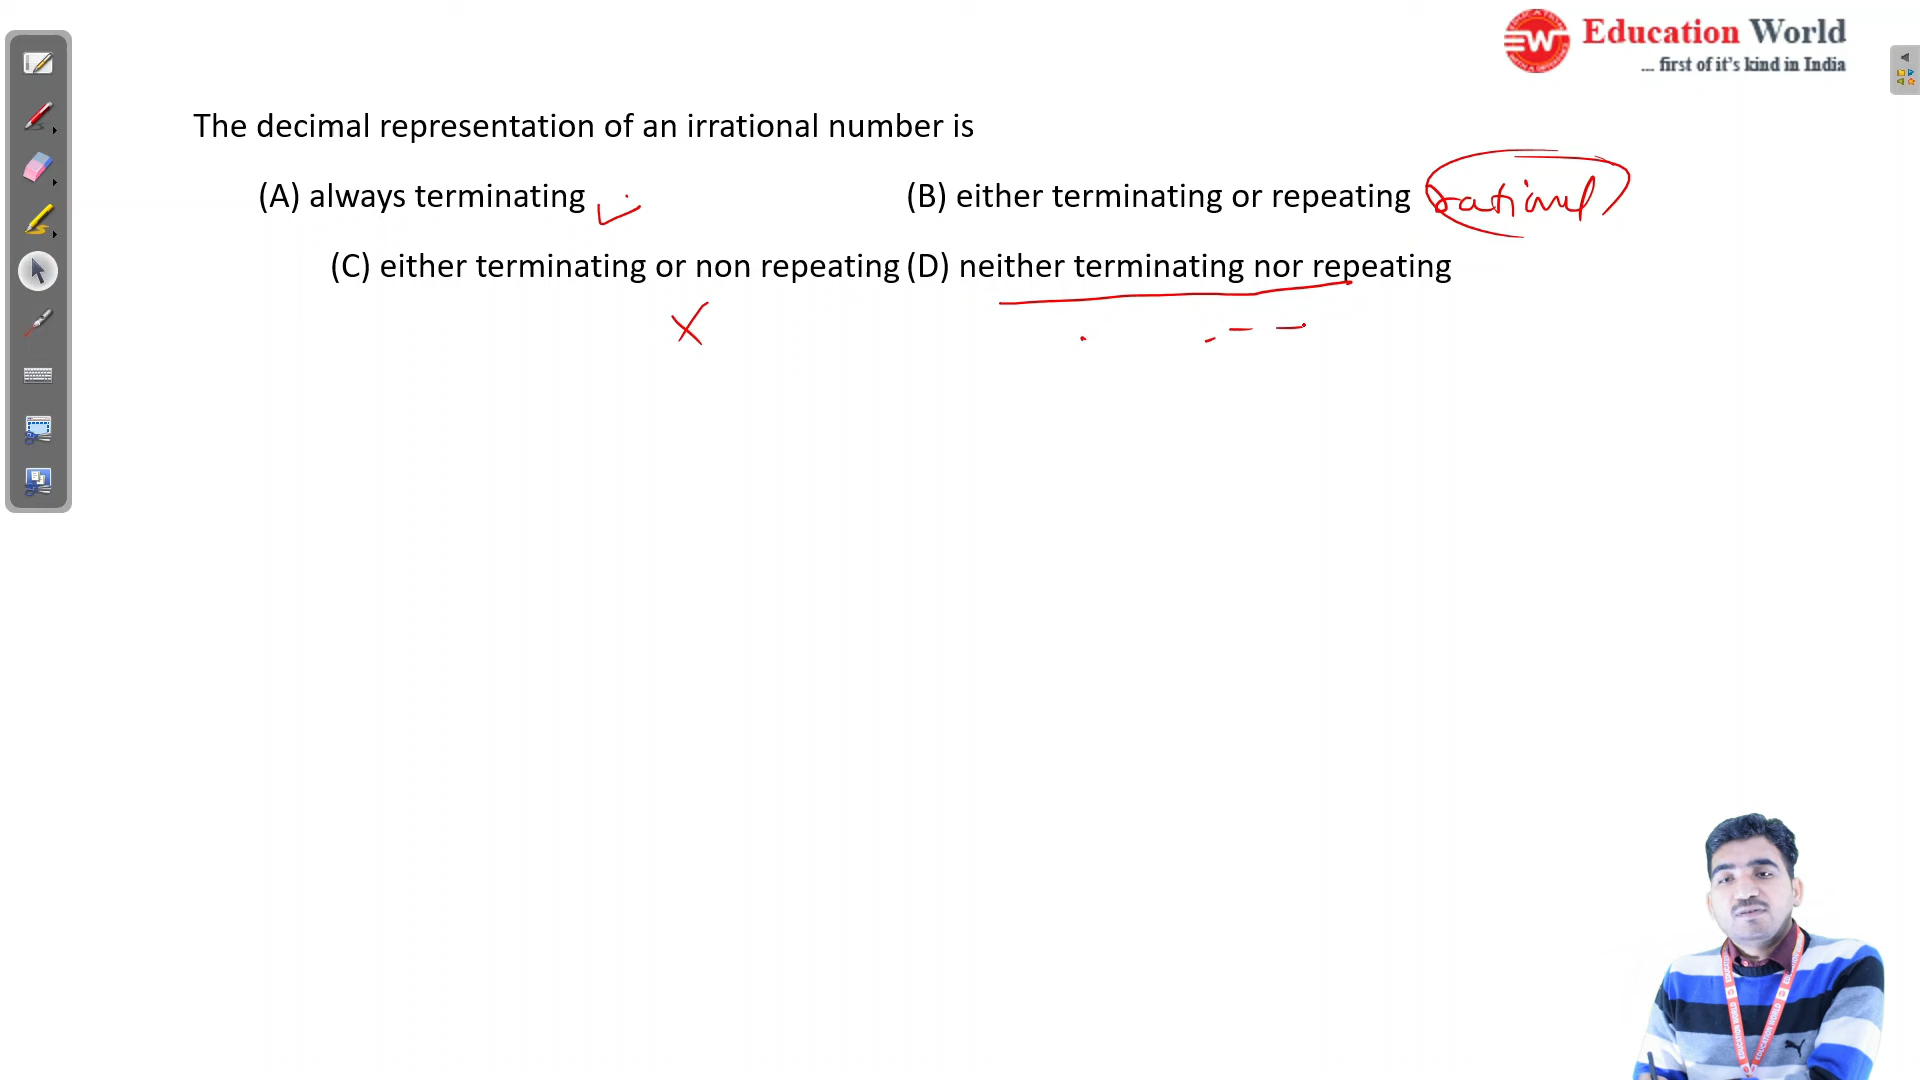 Education World
... first of it's kind in India
The decimal representation of an irrational number is
(A) always terminating (B) either terminating or repeating rational
(C) either terminating or non repeating (D) neither terminating nor repeating